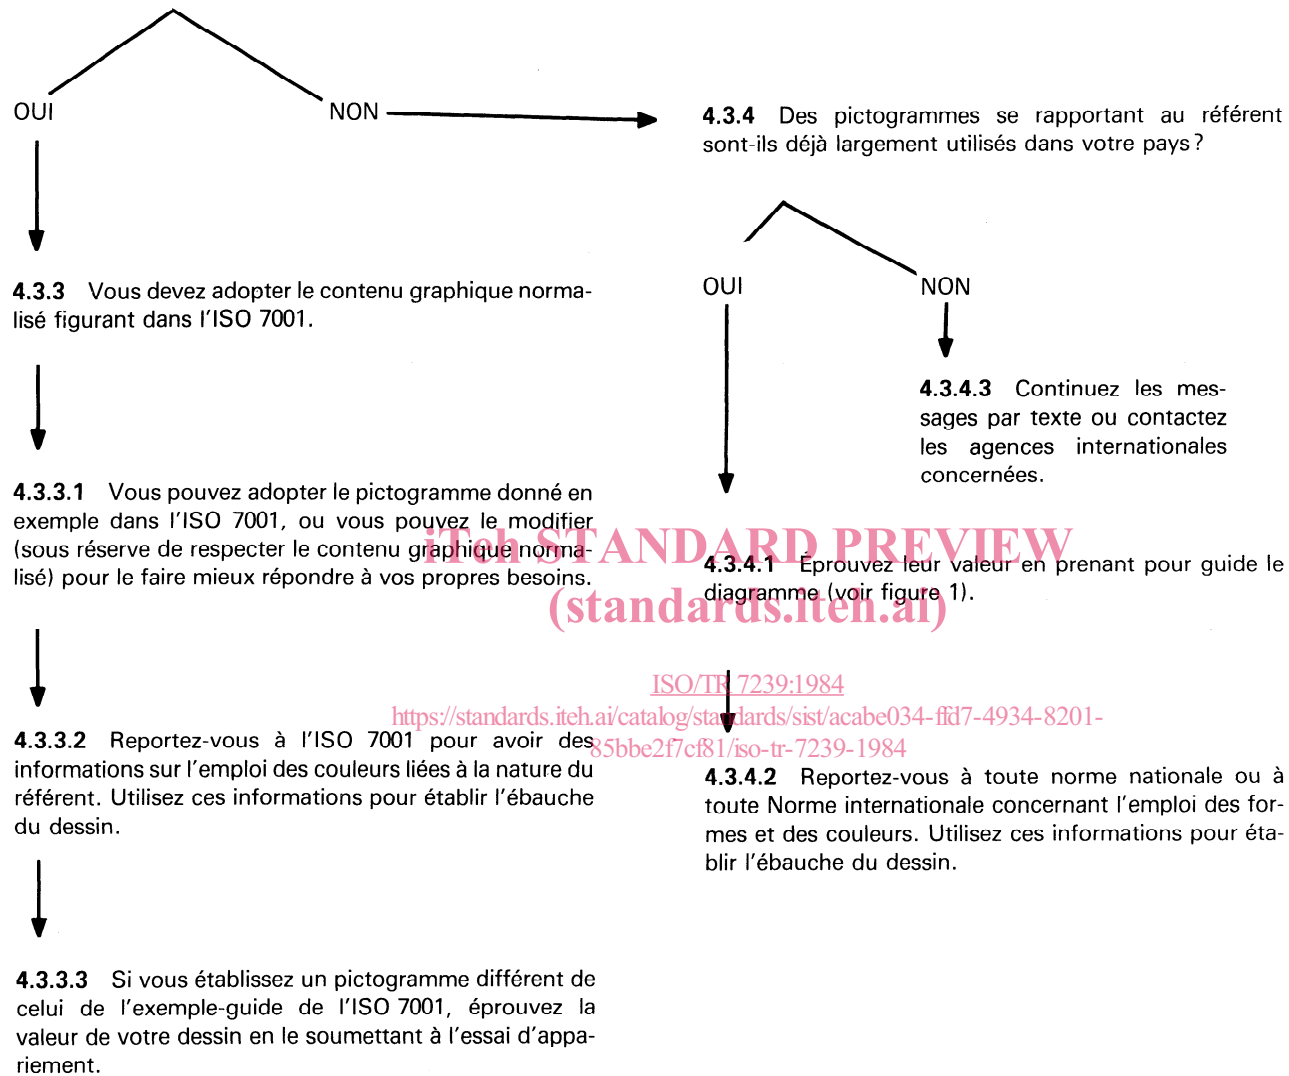 OUI
NON
4.3.3 Vous devez adopter le contenu graphique norma-
lisé figurant dans l'ISO 7001.
4.3.3.1 Vous pouvez adopter le pictogramme donné en
exemple dans l'ISO 7001, ou vous pouvez le modifier
(sous réserve de respecter le contenu graphique norma-
lisé) pour le faire mieux répondre à vos propres besoins.
4.3.3.2 Reportez-vous à l'ISO 7001 pour avoir des
informations sur l'emploi des couleurs liées à la nature du
référent. Utilisez ces informations pour établir l'ébauche
du dessin.
4.3.3.3 Si vous établissez un pictogramme différent de
celui de l'exemple-guide de l'ISO 7001, éprouvez la
valeur de votre dessin en le soumettant à l'essai d'appa-
riement.
4.3.4 Des pictogrammes se rapportant au référent
sont-ils déjà largement utilisés dans votre pays?
OUI
NON
4.3.4.3 Continuez les mes-
sages par texte ou contactez
les agences internationales
concernées.
4.3.4.1 Éprouvez leur valeur en prenant pour guide le
diagramme (voir figure 1).
4.3.4.2 Reportez-vous à toute norme nationale ou à
toute Norme internationale concernant l'emploi des for-
mes et des couleurs. Utilisez ces informations pour éta-
blir l'ébauche du dessin.
iTeh STANDARD PREVIEW
(standards.iteh.ai)
ISO/TR 7239:1984
https://standards.iteh.ai/catalog/standards/sist/acabe034-ffd7-4934-8201-
85bbe2f7cf81/iso-tr-7239-1984